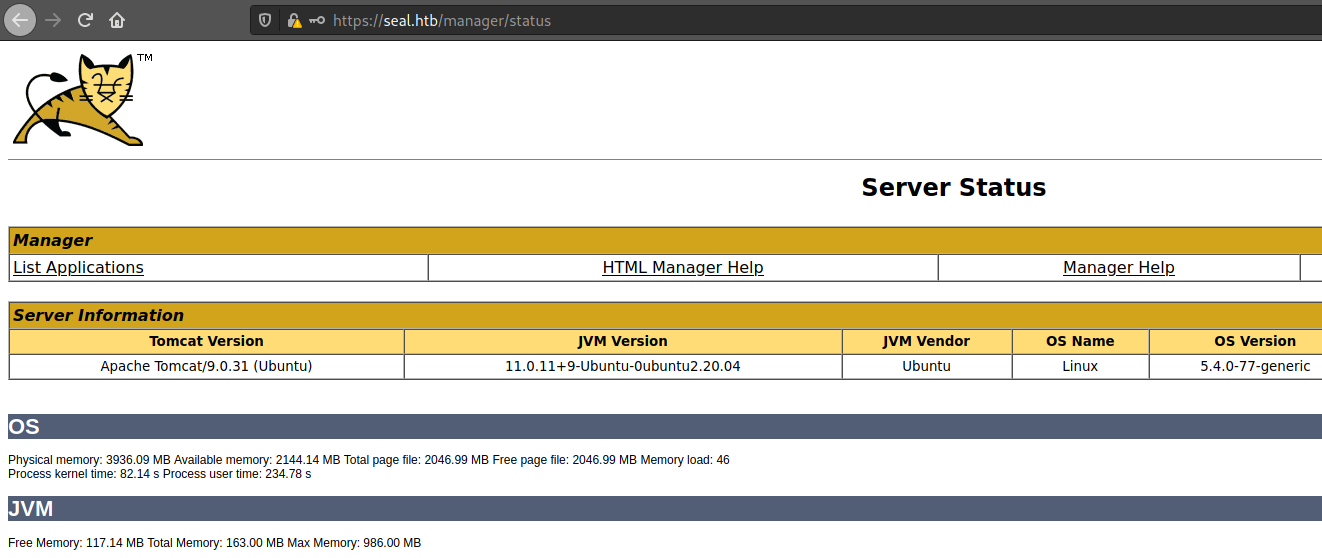 https://seal.htb/manager/status
TM
Server Status
Manager
List Applications HTML Manager Help Manager Help
Server Information
Tomcat Version JVM Version JVM Vendor OS Name OS Version
Apache Tomcat/9.0.31 (Ubuntu) 11.0.11+9-Ubuntu-0ubuntu2.20.04 Ubuntu Linux 5.4.0-77-generic
OS
Physical memory: 3936.09 MB Available memory: 2144.14 MB Total page file: 2046.99 MB Free page file: 2046.99 MB Memory load: 46
Process kernel time: 82.14 s Process user time: 234.78 s
JVM
Free Memory: 117.14 MB Total Memory: 163.00 MB Max Memory: 986.00 MB